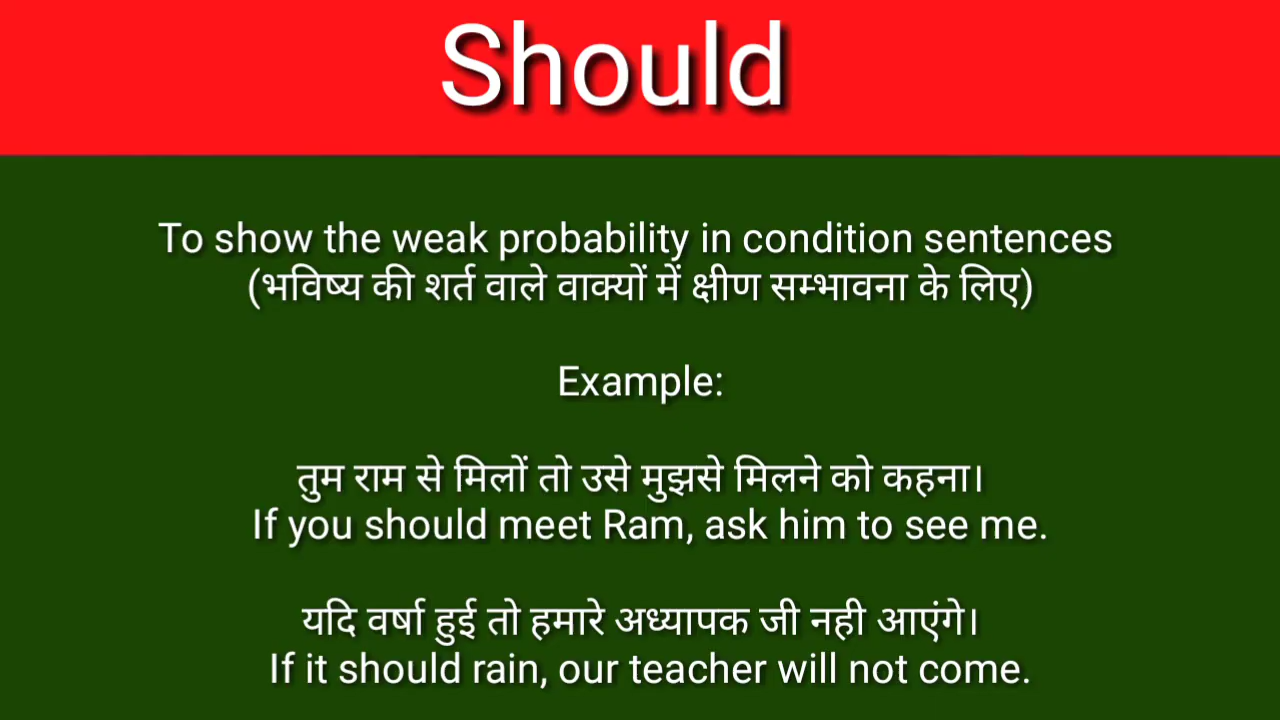 Should
To show the weak probability in condition sentences
(भविष्य की शर्त वाले वाक्यों में क्षीण सम्भावना के लिए)
Example:
तुम राम से मिलों तो उसे मुझसे मिलने को कहना।
If you should meet Ram, ask him to see me.
यदि वर्षा हुई तो हमारे अध्यापक जी नही आएंगे।
If it should rain, our teacher will not come.